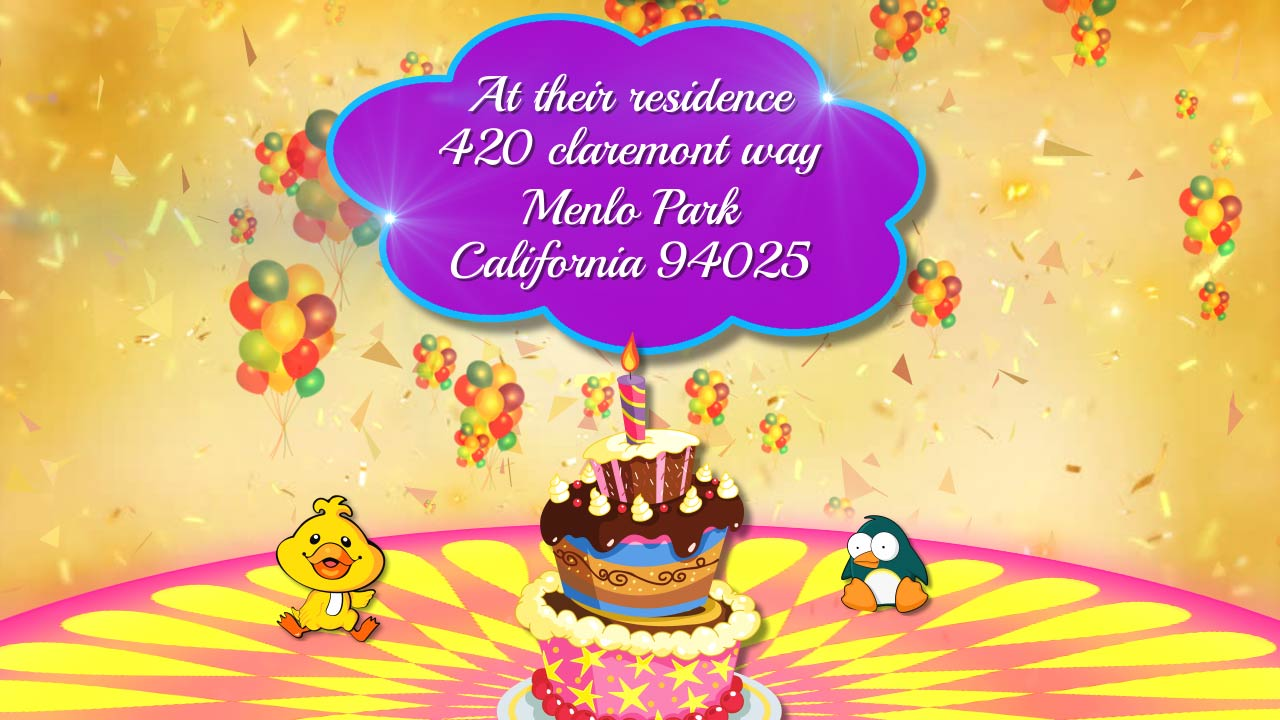 At their residence
420 claremont way
Menlo Park
California 94025